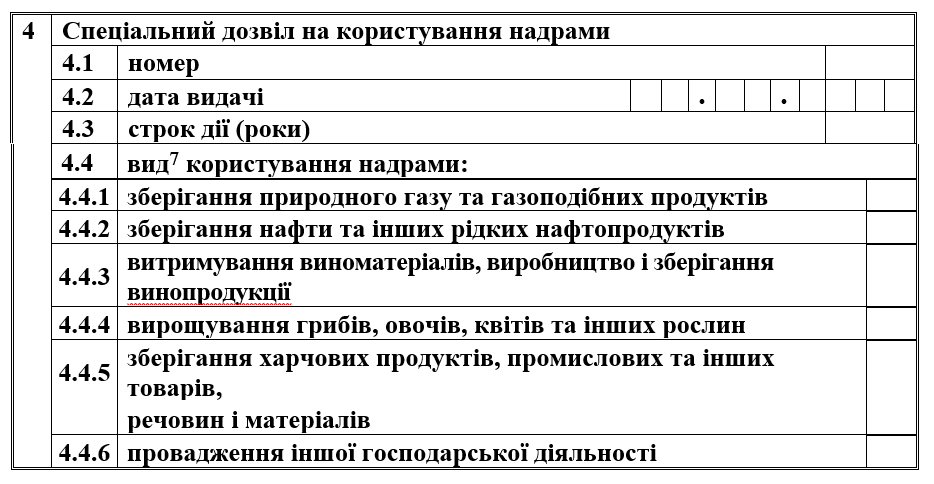 4 Спеціальний дозвіл на користування надрами
4.1 номер
4.2 дата видачі . .
4.3 строк дії (роки)
4.4 вид7 користування надрами:
4.4.1 зберігання природного газу та газоподібних продуктів
4.4.2 зберігання нафти та інших рідких нафтопродуктів
4.4.3 витримування виноматеріалів, виробництво і зберігання
винопродукції
4.4.4 вирощування грибів, овочів, квітів та інших рослин
4.4.5 зберігання харчових продуктів, промислових та інших
товарів,
речовин і матеріалів
4.4.6 провадження іншої господарської діяльності